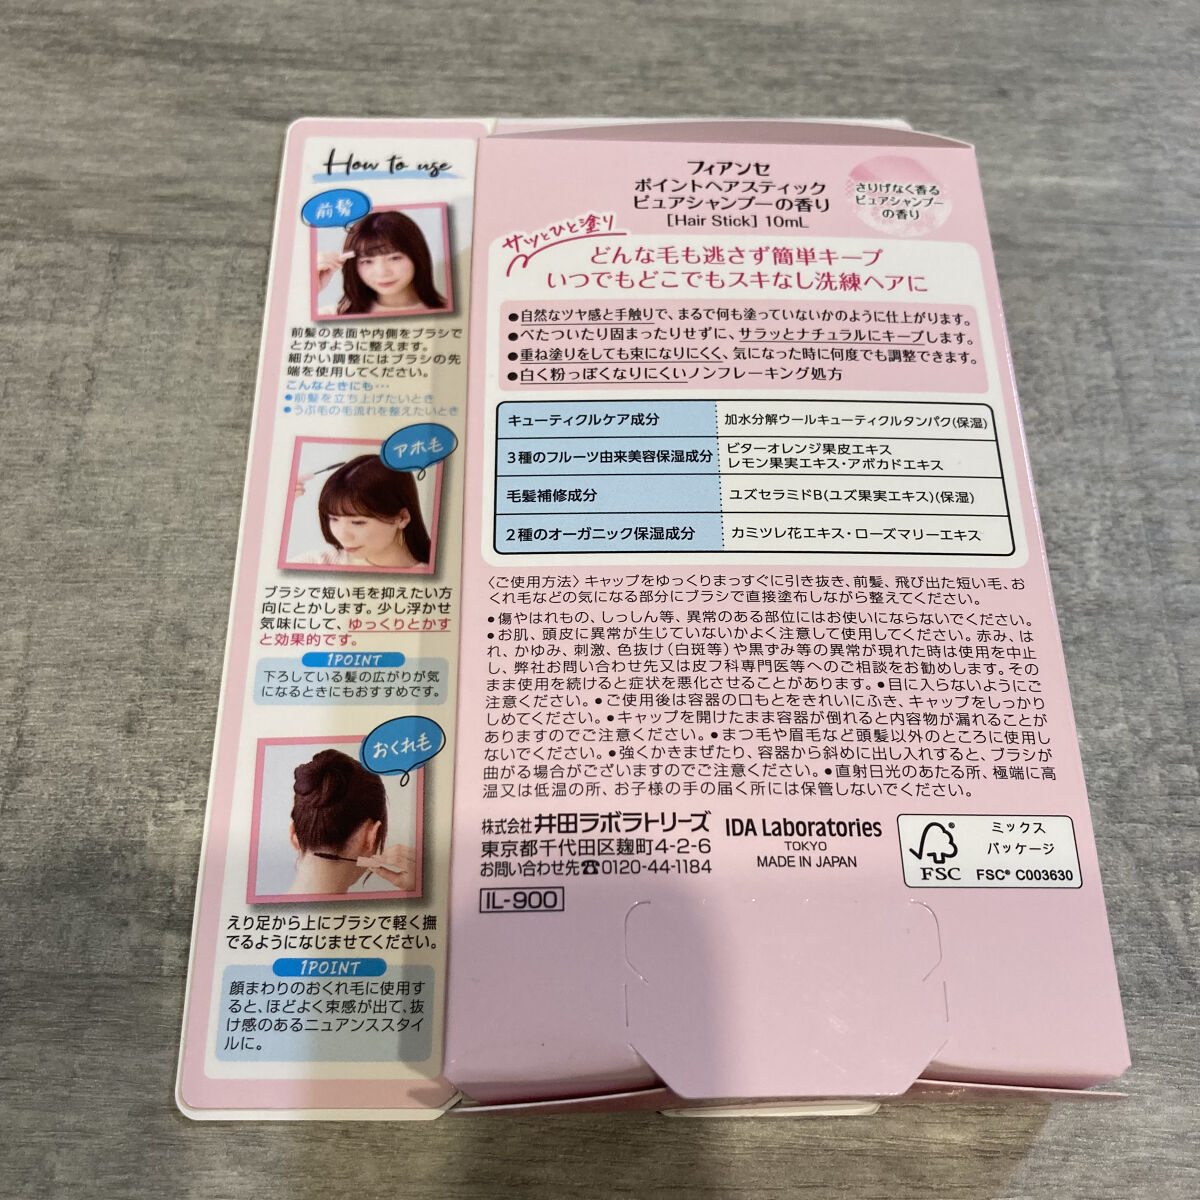 How to use
前髪
前髪の表面や内側をブラシで
とかすように整えます。
細かい調整にはブラシの先
端を使用してください。
こんなときにも…
●前髪を立ち上げたいとき
●うぶ毛の毛流れを整えたいとき
アホ毛
ブラシで短い毛を抑えたい方
向にとかします。少し浮かせ
気味にして、ゆっくりとかす
と効果的です。
1POINT
下ろしている髪の広がりが気
になるときにもおすすめです。
おくれ毛
えり足から上にブラシで軽く撫
でるようになじませてください。
1POINT
顔まわりのおくれ毛に使用す
ると、ほどよく束感が出て、抜
け感のあるニュアンススタイ
ルに。
フィアンセ
ポイントヘアスティック
ピュアシャンプーの香り
[Hair Stick] 10mL
さりげなく香る
ピュアシャンプー
の香り
サッとひと塗り
どんな毛も逃さず簡単キープ
いつでもどこでもスキなし洗練ヘアに
●自然なツヤ感と手触りで、まるで何も塗っていないかのように仕上がります。
●べたついたり固まったりせずに、サラッとナチュラルにキープします。
●重ね塗りをしても束になりにくく、気になった時に何度でも調整できます。
●白く粉っぽくなりにくいノンフレーキング処方
キューティクルケア成分 加水分解ウールキューティクルタンパク(保湿)
3種のフルーツ由来美容保湿成分 ビターオレンジ果皮エキス
レモン果実エキス・アボカドエキス
毛髪補修成分 ユズセラミドB(ユズ果実エキス)(保湿)
2種のオーガニック保湿成分 カミツレ花エキス・ローズマリーエキス
〈ご使用方法〉キャップをゆっくりまっすぐに引き抜き、前髪、飛び出た短い毛、お
くれ毛などの気になる部分にブラシで直接塗布しながら整えてください。
●傷やはれもの、しっしん等、異常のある部位にはお使いにならないでください。
●お肌、頭皮に異常が生じていないかよく注意して使用してください。赤み、は
れ、かゆみ、刺激、色抜け(白斑等)や黒ずみ等の異常が現れた時は使用を中止
し、弊社お問い合わせ先又は皮フ科専門医等へのご相談をお勧めします。その
まま使用を続けると症状を悪化させることがあります。●目に入らないようにご
注意ください。●ご使用後は容器の口もとをきれいにふき、キャップをしっかり
しめてください。●キャップを開けたまま容器が倒れると内容物が漏れることが
ありますのでご注意ください。●まつ毛や眉毛など頭髪以外のところに使用し
ないでください。●強くかきまぜたり、容器から斜めに出し入れすると、ブラシが
曲がる場合がございますのでご注意ください。●直射日光のあたる所、極端に高
温又は低温の所、お子様の手の届く所には保管しないでください。
株式会社 井田ラボラトリーズ
東京都千代田区麹町4-2-6
お問い合わせ先☎0120-44-1184
IDA Laboratories
TOKYO
MADE IN JAPAN
FSC
ミックス
パッケージ
FSC® C003630
IL-900